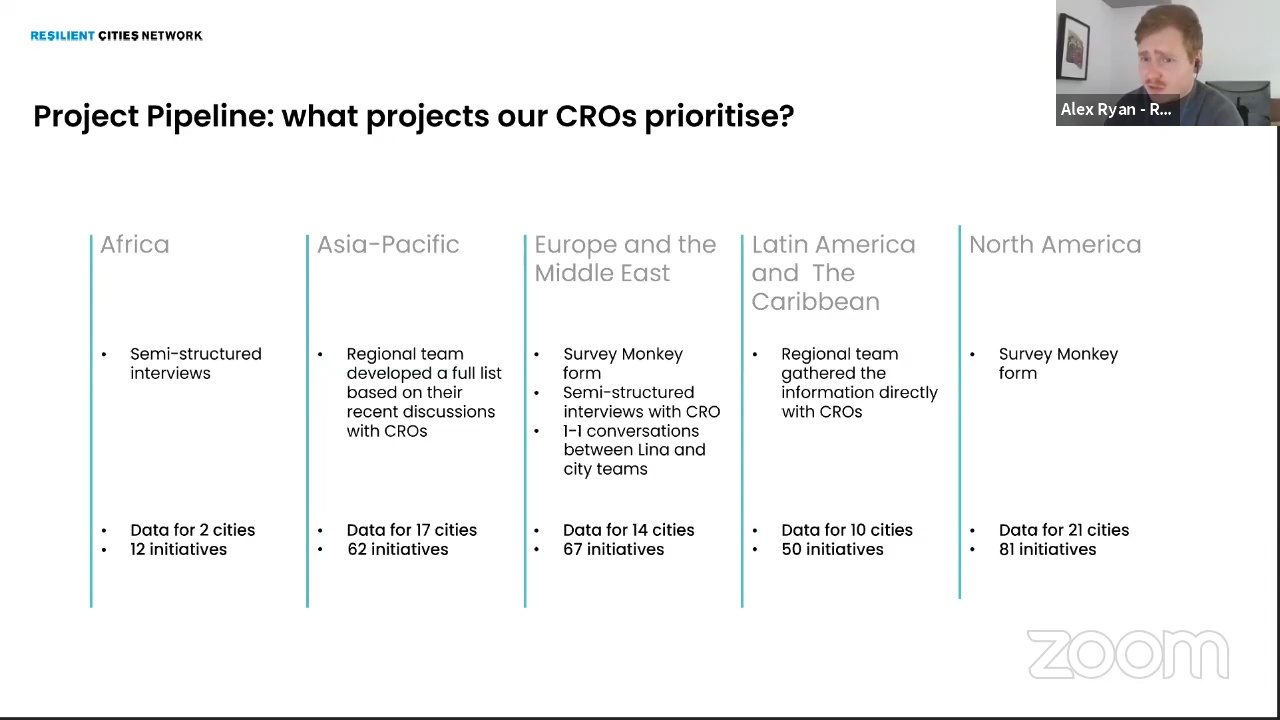 RESILIENT CITIES NETWORK
Alex Ryan - R...
Project Pipeline: what projects our CROs prioritise?
Africa
• Semi-structured
interviews
• Data for 2 cities
• 12 initiatives
Asia-Pacific
• Regional team
developed a full list
based on their
recent discussions
with CROs
• Data for 17 cities
• 62 initiatives
Europe and the
Middle East
• Survey Monkey
form
• Semi-structured
interviews with CRO
• 1-1 conversations
between Lina and
city teams
• Data for 14 cities
• 67 initiatives
Latin America
and The
Caribbean
• Regional team
gathered the
information directly
with CROs
• Data for 10 cities
• 50 initiatives
North America
• Survey Monkey
form
• Data for 21 cities
• 81 initiatives
zoom